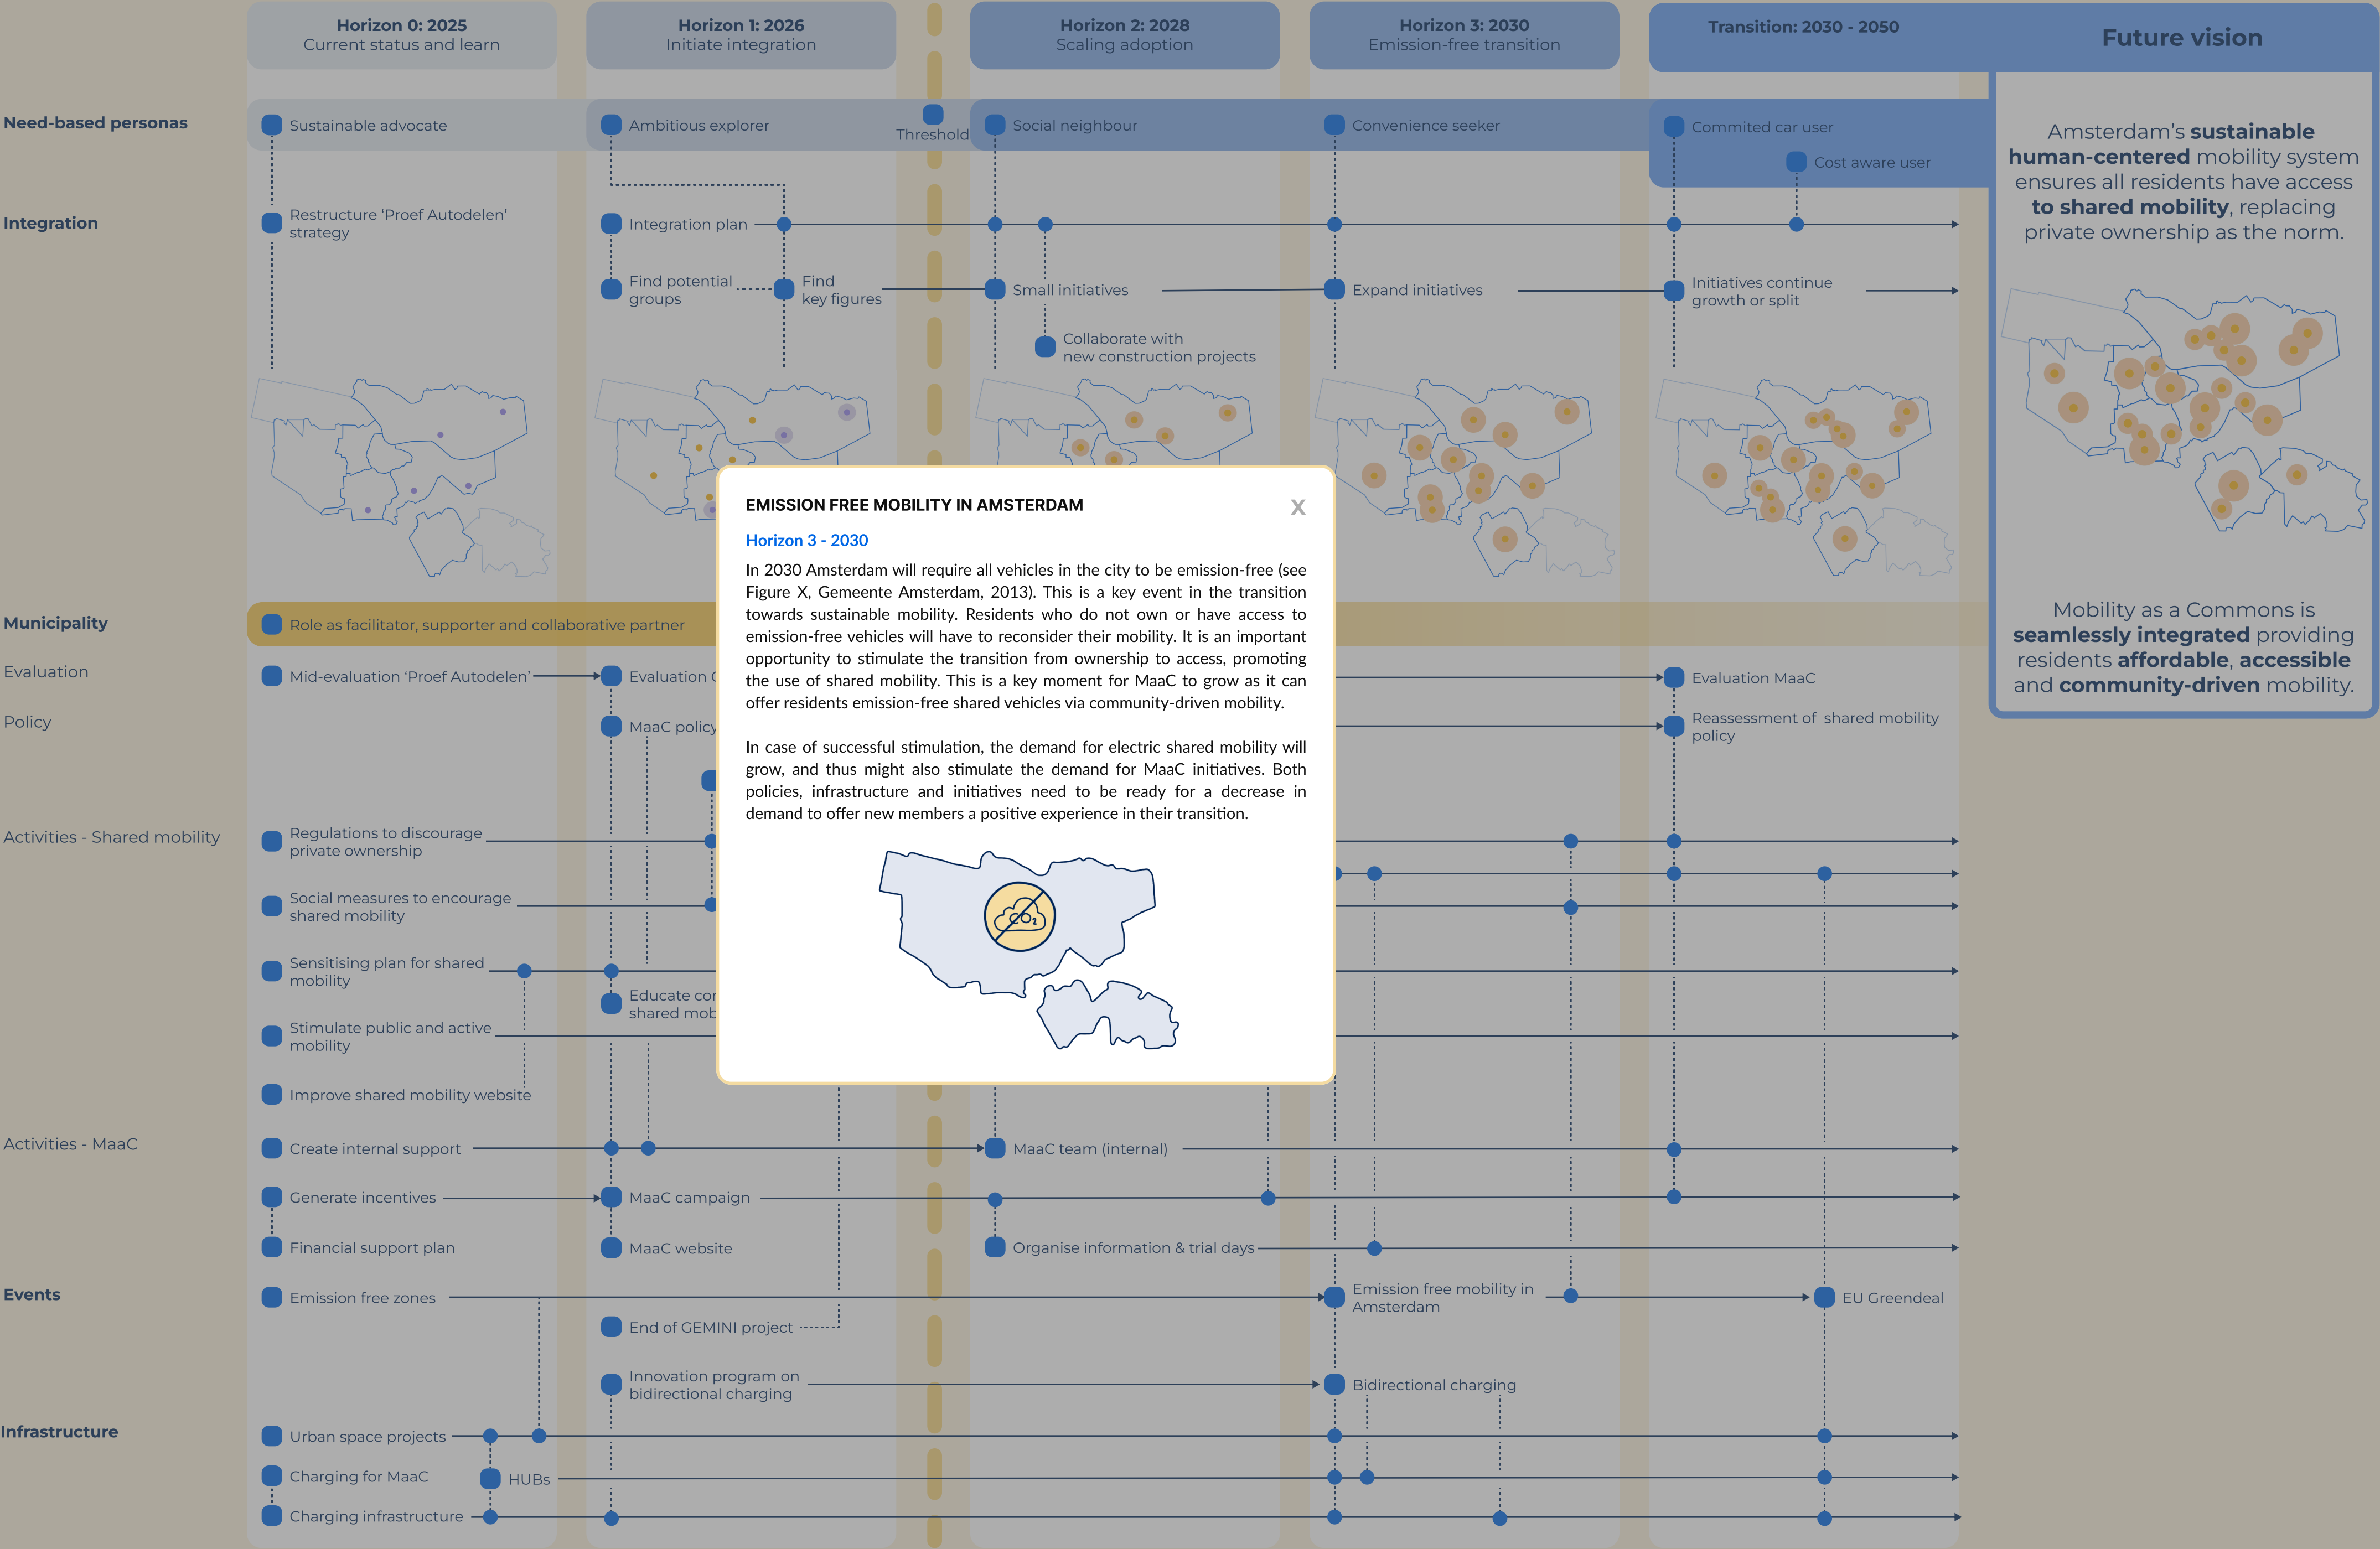 Horizon 0: 2025
Current status and learn
Horizon 1: 2026
Initiate integration
Horizon 2: 2028
Scaling adoption
Horizon 3: 2030
Emission-free transition
Transition: 2030 - 2050
Future vision
Need-based personas
Sustainable advocate
Ambitious explorer
Threshold
Social neighbour
Convenience seeker
Commited car user
Cost aware user
Amsterdam's sustainable
human-centered mobility system
ensures all residents have access
to shared mobility, replacing
private ownership as the norm.
Integration
Restructure 'Proef Autodelen'
strategy
Integration plan
Find potential
groups
Find
key figures
Small initiatives
Expand initiatives
Initiatives continue
growth or split
Collaborate with
new construction projects
EMISSION FREE MOBILITY IN AMSTERDAM
X
Horizon 3 - 2030
In 2030 Amsterdam will require all vehicles in the city to be emission-free (see
Figure X, Gemeente Amsterdam, 2013). This is a key event in the transition
towards sustainable mobility. Residents who do not own or have access to
emission-free vehicles will have to reconsider their mobility. It is an important
opportunity to stimulate the transition from ownership to access, promoting
the use of shared mobility. This is a key moment for MaaC to grow as it can
offer residents emission-free shared vehicles via community-driven mobility.
In case of successful stimulation, the demand for electric shared mobility will
grow, and thus might also stimulate the demand for MaaC initiatives. Both
policies, infrastructure and initiatives need to be ready for a decrease in
demand to offer new members a positive experience in their transition.
CO2
Mobility as a Commons is
seamlessly integrated providing
residents affordable, accessible
and community-driven mobility.
Municipality
Role as facilitator, supporter and collaborative partner
Evaluation
Mid-evaluation 'Proef Autodelen'
Evaluation
Evaluation MaaC
Policy
MaaC policy
Reassessment of shared mobility
policy
Activities - Shared mobility
Regulations to discourage
private ownership
Social measures to encourage
shared mobility
Sensitising plan for shared
mobility
Educate
shared
Stimulate public and active
mobility
Improve shared mobility website
Activities - MaaC
Create internal support
MaaC team (internal)
Generate incentives
MaaC campaign
Financial support plan
MaaC website
Organise information & trial days
Events
Emission free zones
Emission free mobility in
Amsterdam
EU Greendeal
End of GEMINI project
Innovation program on
bidirectional charging
Bidirectional charging
Infrastructure
Urban space projects
Charging for MaaC
HUBs
Charging infrastructure